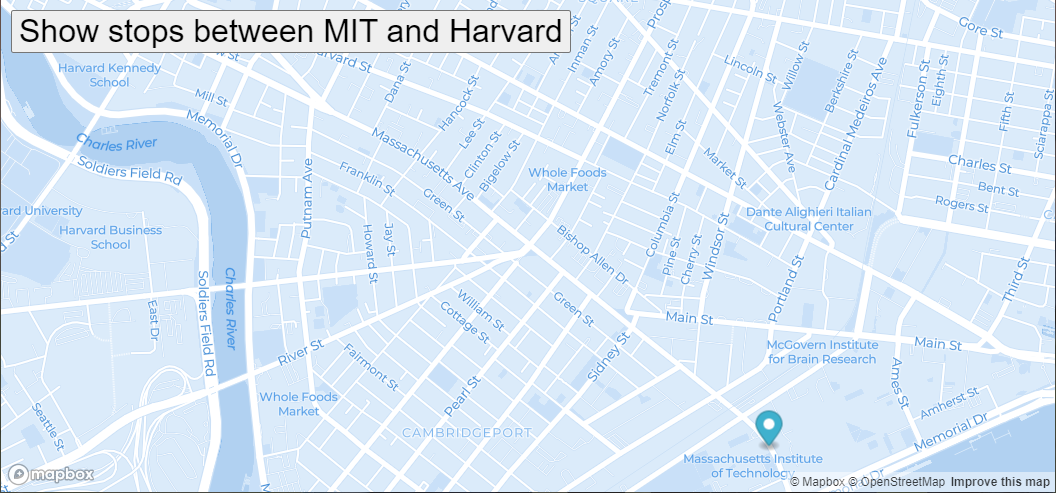 Show stops between MIT and Harvard
SQUARE
Gore St
Harvard Kennedy
School
Harvard St
Dana St
Hancock St
Inman St
Amory St
Tremont St
Norfolk St
Lincoln St
Willow St
Berkshire St
Webster Ave
Cardinal Medeiros Ave
Fulkerson St
Eighth St
Fifth St
Sciarappa St
Mill St
Memorial Dr
Charles River
Soldiers Field Rd
Massachusetts Ave
Lee St
Clinton St
Bigelow St
Elm St
Market St
Charles St
Bent St
Rogers St
Putnam Ave
Franklin St
Green St
Whole Foods
Market
Harvard Business
School
Howard St
Jay St
Bishop Allen Dr
Columbia St
Pine St
Cherry St
Windsor St
Dante Alighieri Italian
Cultural Center
Portland St
Third St
Soldiers Field Rd
Charles River
East Dr
William St
Cottage St
Green St
Main St
Main St
Sidney St
McGovern Institute
for Brain Research
River St
Fairmont St
Pearl St
Ames St
Amherst St
Memorial Dr
Whole Foods
Market
Seattle St
CAMBRIDGEPORT
Massachusetts Institute
of Technology
mapbox
© Mapbox © OpenStreetMap Improve this map